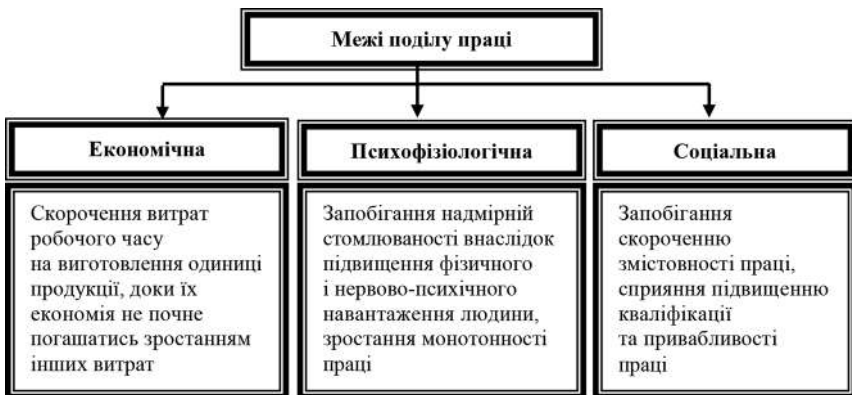 Межі поділу праці
Економічна
Скорочення витрат
робочого часу
на виготовлення одиниці
продукції, доки їх
економія не почне
погашатись зростанням
інших витрат
Психофізіологічна
Запобігання надмірній
стомлюваності внаслідок
підвищення фізичного
і нервово-психічного
навантаження людини,
зростання монотонності
праці
Соціальна
Запобігання
скороченню
змістовності праці,
сприяння підвищенню
кваліфікації
та привабливості
праці